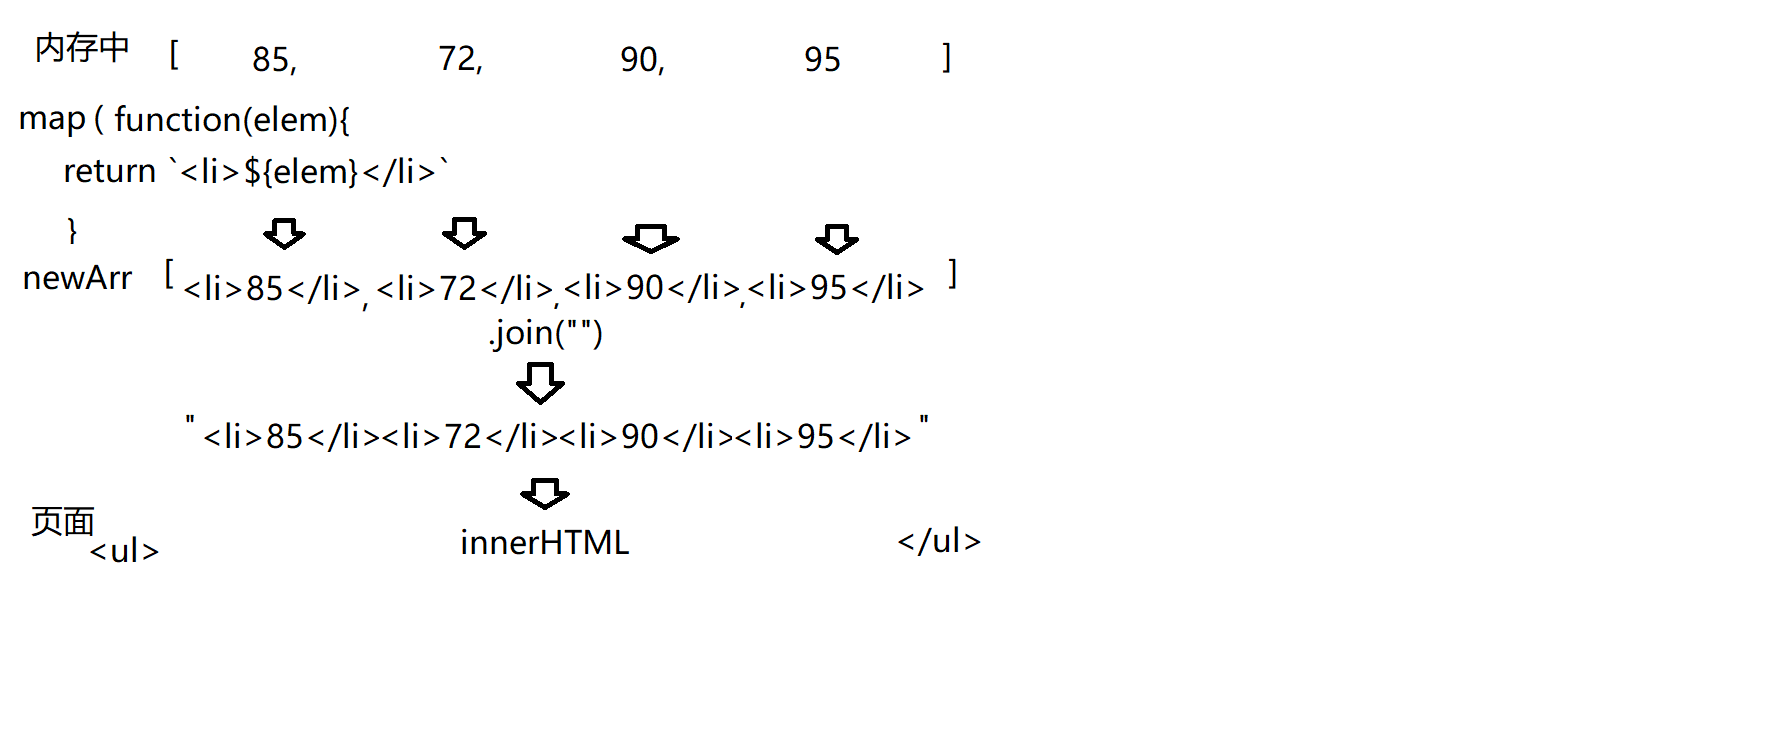 内存中 [ 85, 72, 90, 95 ]
map ( function(elem){
return `<li>${elem}</li>`
}
newArr [ <li>85</li>, <li>72</li>,<li>90</li>,<li>95</li> ]
.join("")
"<li>85</li><li>72</li><li>90</li><li>95</li>"
页面
<ul> innerHTML </ul>